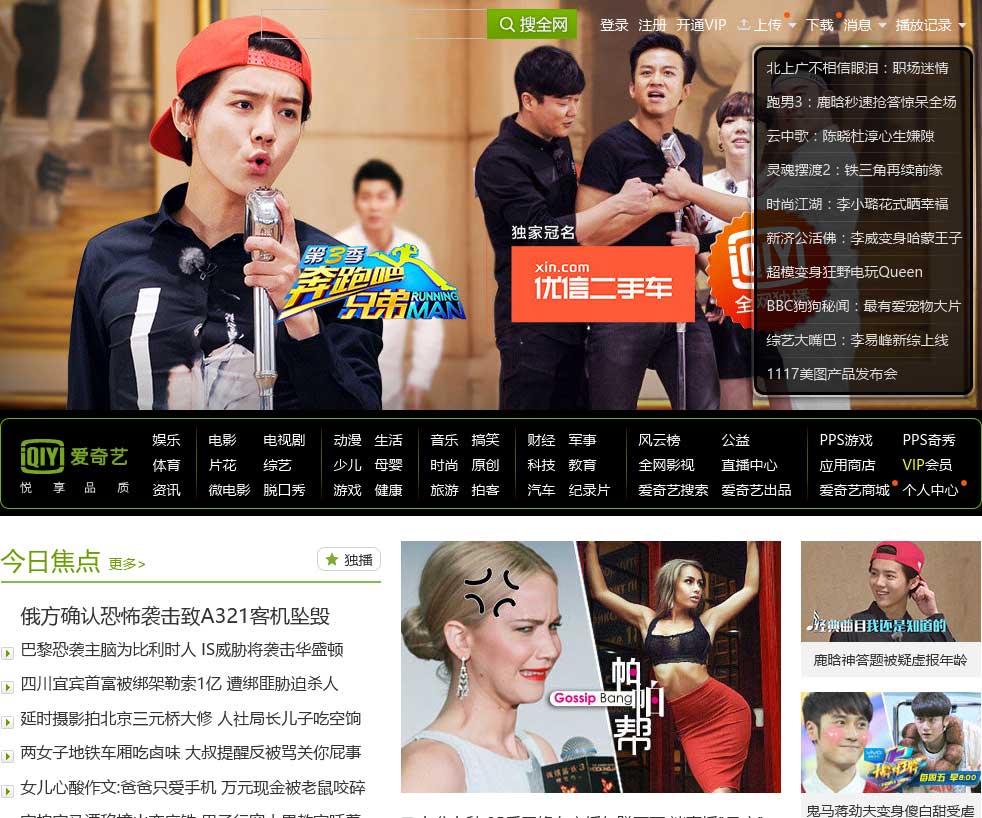 搜全网
登录 注册 开通VIP 上传 下载 消息 播放记录
北上广不相信眼泪：职场迷情
跑男3：鹿晗秒速抢答惊呆全场
云中歌：陈晓杜淳心生嫌隙
灵魂摆渡2：铁三角再续前缘
时尚江湖：李小璐花式晒幸福
新济公活佛：李威变身哈蒙王子
超模变身狂野电玩Queen
BBC狗狗秘闻：最有爱宠物大片
综艺大嘴巴：李易峰新综上线
1117美图产品发布会
第3季
奔跑吧
兄弟
RUNNING
MAN
独家冠名
xin.com
优信二手车
iQIYI
全网独播
iQIYI 爱奇艺
悦 享 品 质
娱乐 电影 电视剧 动漫 生活 音乐 搞笑 财经 军事 风云榜 公益 PPS游戏 PPS奇秀
体育 片花 综艺 少儿 母婴 时尚 原创 科技 教育 全网影视 直播中心 应用商店 VIP会员
资讯 微电影 脱口秀 游戏 健康 旅游 拍客 汽车 纪录片 爱奇艺搜索 爱奇艺出品 爱奇艺商城 个人中心
今日焦点 更多>
独播
俄方确认恐怖袭击致A321客机坠毁
巴黎恐袭主脑为比利时人 IS威胁将袭击华盛顿
四川宜宾首富被绑架勒索1亿 遭绑匪胁迫杀人
延时摄影拍北京三元桥大修 人社局长儿子吃空饷
两女子地铁车厢吃卤味 大叔提醒反被骂关你屁事
女儿心酸作文:爸爸只爱手机 万元现金被老鼠咬碎
帕帕帮
Gossip Bang
经典曲目我还是知道的
鹿晗神答题被疑虚报年龄
每周五 早8:00
鬼马蒋劲夫变身傻白甜受虐